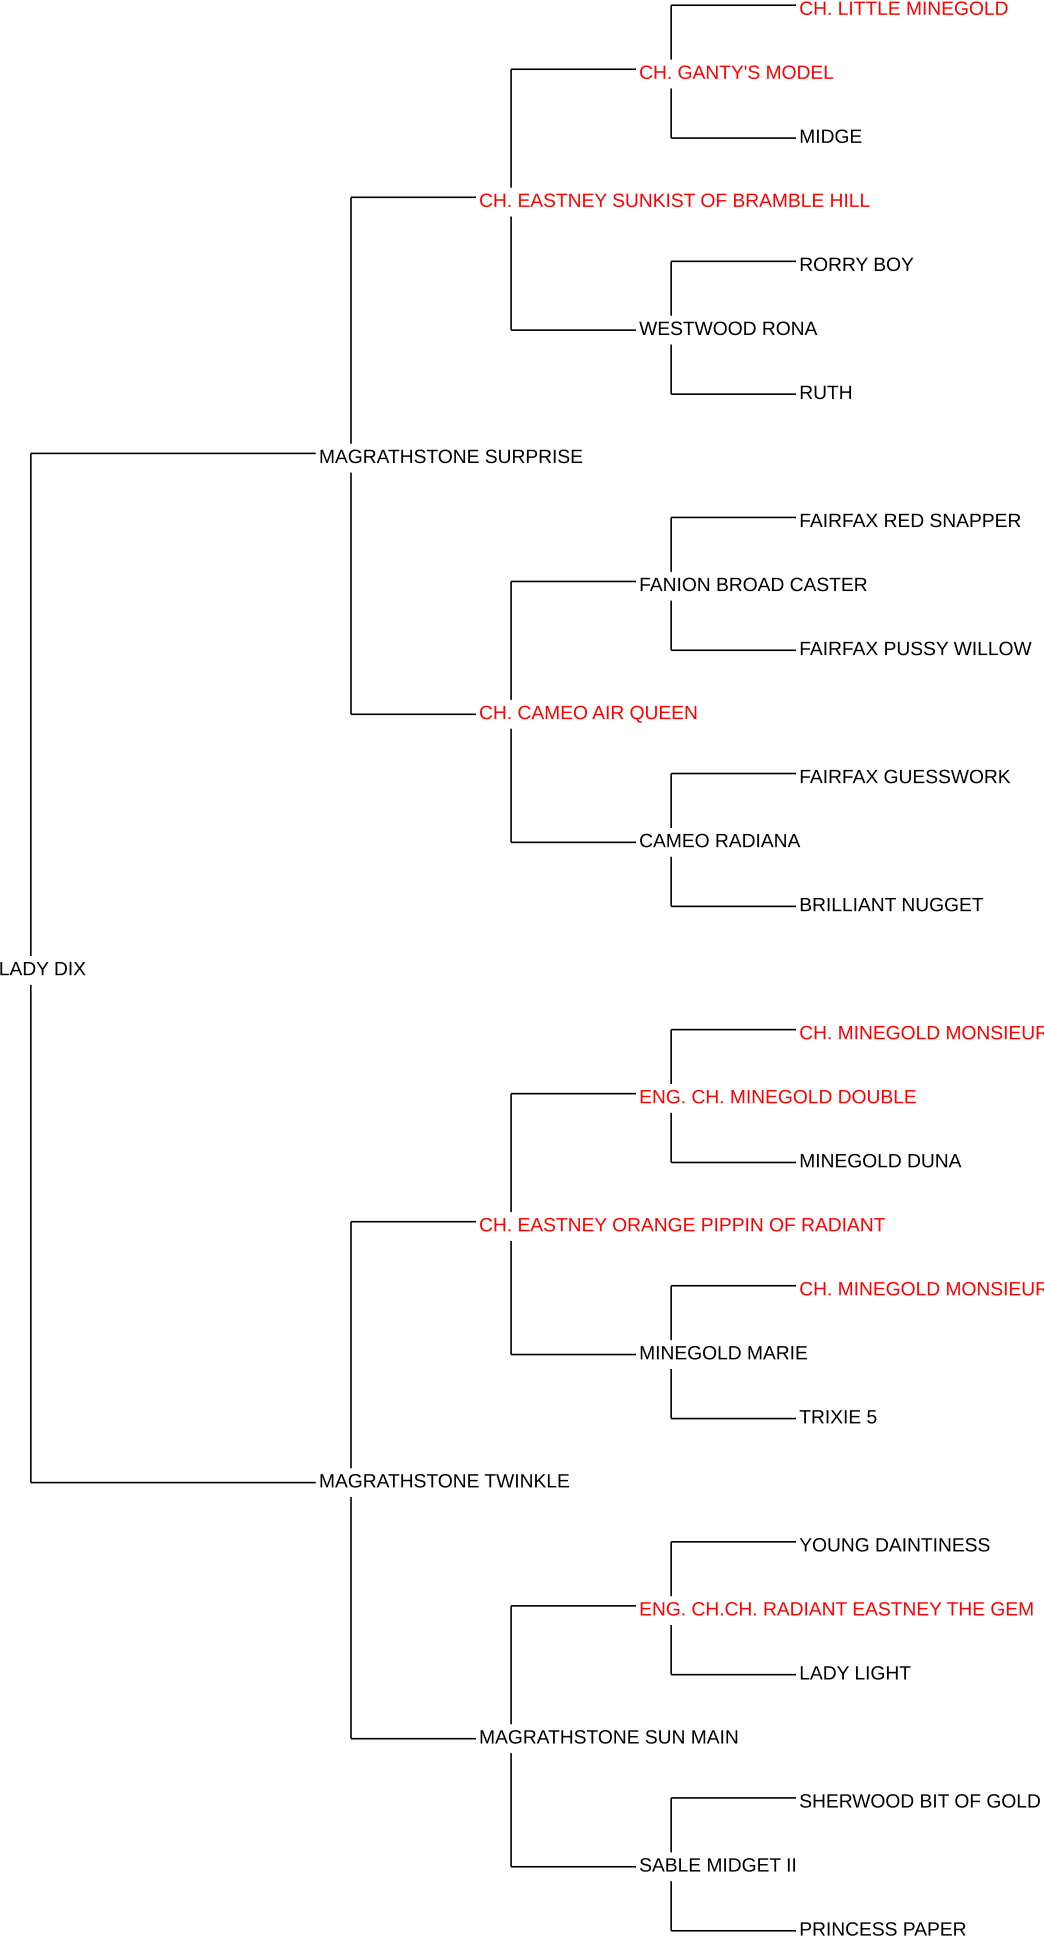 CH. LITTLE MINEGOLD
CH. GANTY'S MODEL
MIDGE
CH. EASTNEY SUNKIST OF BRAMBLE HILL
RORRY BOY
WESTWOOD RONA
RUTH
MAGRATHSTONE SURPRISE
FAIRFAX RED SNAPPER
FANION BROAD CASTER
FAIRFAX PUSSY WILLOW
CH. CAMEO AIR QUEEN
FAIRFAX GUESSWORK
CAMEO RADIANA
BRILLIANT NUGGET
LADY DIX
CH. MINEGOLD MONSIEUR
ENG. CH. MINEGOLD DOUBLE
MINEGOLD DUNA
CH. EASTNEY ORANGE PIPPIN OF RADIANT
CH. MINEGOLD MONSIEUR
MINEGOLD MARIE
TRIXIE 5
MAGRATHSTONE TWINKLE
YOUNG DAINTINESS
ENG. CH.CH. RADIANT EASTNEY THE GEM
LADY LIGHT
MAGRATHSTONE SUN MAIN
SHERWOOD BIT OF GOLD
SABLE MIDGET II
PRINCESS PAPER